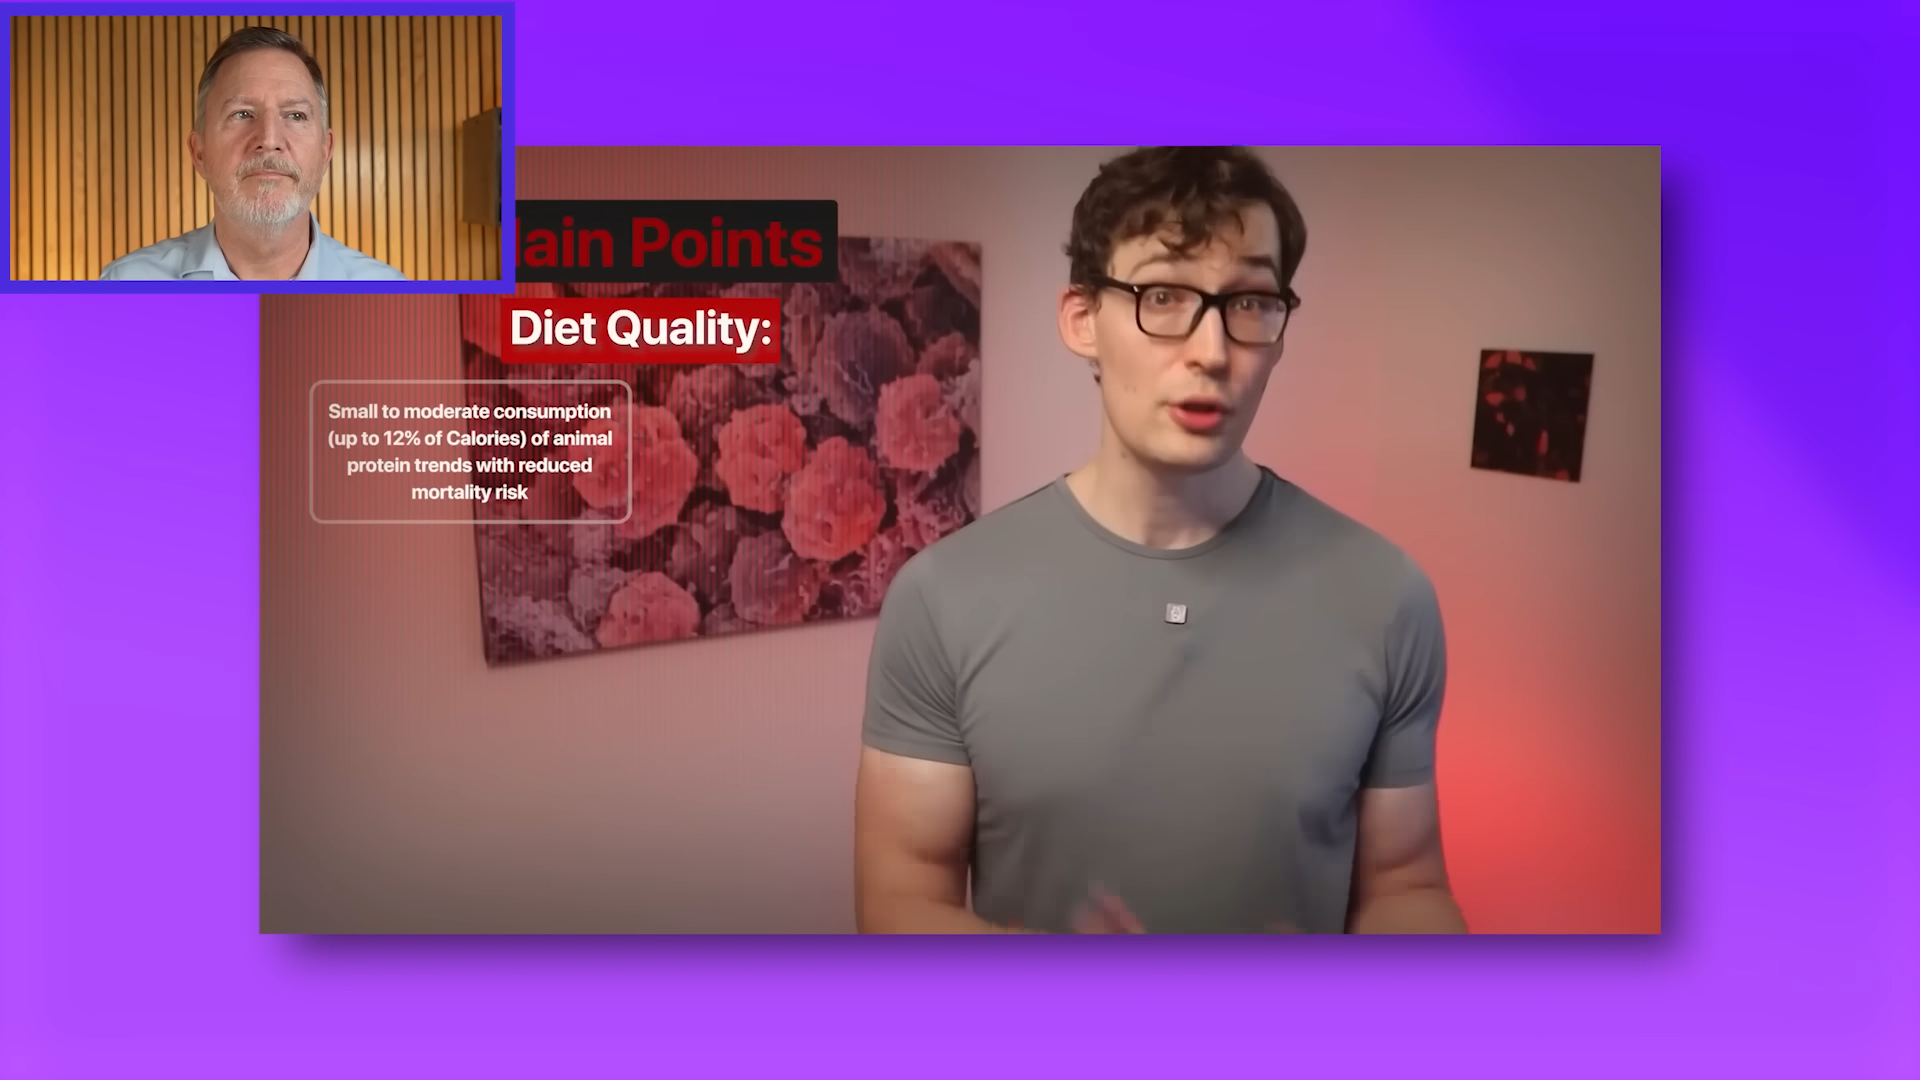 ain Points
Diet Quality:
Small to moderate consumption
(up to 12% of Calories) of animal
protein trends with reduced
mortality risk